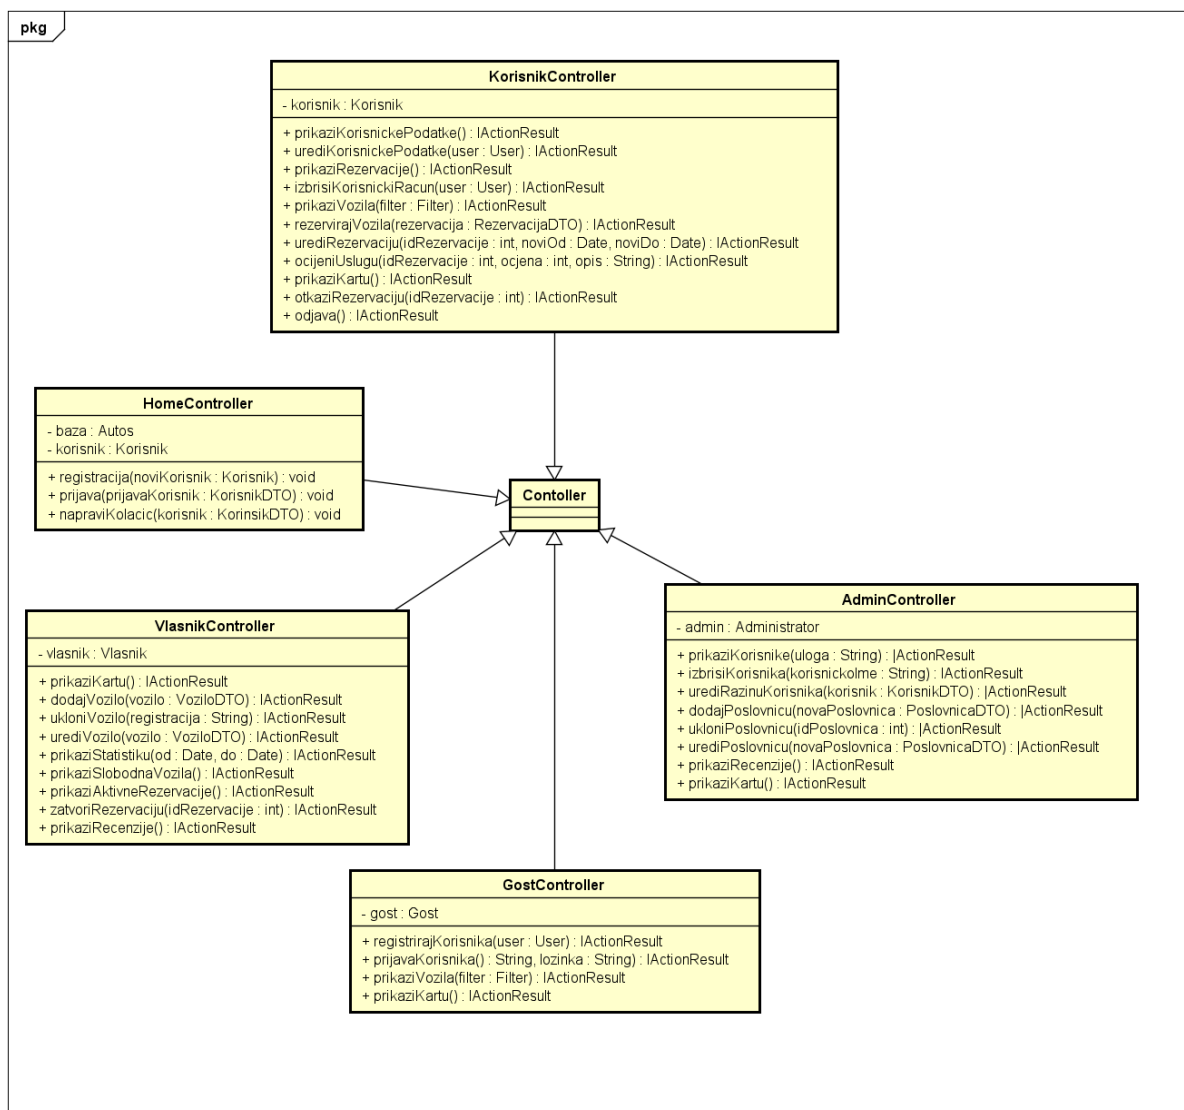 pkg
KorisnikController
- korisnik : Korisnik
+ prikaziKorisnickePodatke() : IActionResult
+ urediKorisnickePodatke(user : User) : IActionResult
+ prikaziRezervacije() : IActionResult
+ izbrisiKorisnickiRacun(user : User) : IActionResult
+ prikaziVozila(filter : Filter) : IActionResult
+ rezervirajVozila(rezervacija : RezervacijaDTO) : IActionResult
+ urediRezervaciju(idRezervacije : int, noviOd : Date, noviDo : Date) : IActionResult
+ ocijeniUslugu(idRezervacije : int, ocjena : int, opis : String) : IActionResult
+ prikaziKartu() : IActionResult
+ otkaziRezervaciju(idRezervacije : int) : IActionResult
+ odjava() : IActionResult
HomeController
- baza : Autos
- korisnik : Korisnik
+ registracija(noviKorisnik : Korisnik) : void
+ prijava(prijavaKorisnik : KorisnikDTO) : void
+ napraviKolacic(korisnik : KorinsikDTO) : void
Contoller
VlasnikController
- vlasnik : Vlasnik
+ prikaziKartu() : IActionResult
+ dodajVozilo(vozilo : VoziloDTO) : IActionResult
+ ukloniVozilo(registracija : String) : IActionResult
+ urediVozilo(vozilo : VoziloDTO) : IActionResult
+ prikaziStatistiku(od : Date, do : Date) : IActionResult
+ prikaziSlobodnaVozila() : IActionResult
+ prikaziAktivneRezervacije() : IActionResult
+ zatvoriRezervaciju(idRezervacije : int) : IActionResult
+ prikaziRecenzije() : IActionResult
AdminController
- admin : Administrator
+ prikaziKorisnike(uloga : String) : |ActionResult
+ izbrisiKorisnika(korisnickoIme : String) : IActionResult
+ urediRazinuKorisnika(korisnik : KorisnikDTO) : |ActionResult
+ dodajPoslovnicu(novaPoslovnica : PoslovnicaDTO) : |ActionResult
+ ukloniPoslovnicu(idPoslovnica : int) : |ActionResult
+ urediPoslovnicu(novaPoslovnica : PoslovnicaDTO) : |ActionResult
+ prikaziRecenzije() : IActionResult
+ prikaziKartu() : IActionResult
GostController
- gost : Gost
+ registrirajKorisnika(user : User) : IActionResult
+ prijavaKorisnika() : String, lozinka : String) : IActionResult
+ prikaziVozila(filter : Filter) : IActionResult
+ prikaziKartu() : IActionResult